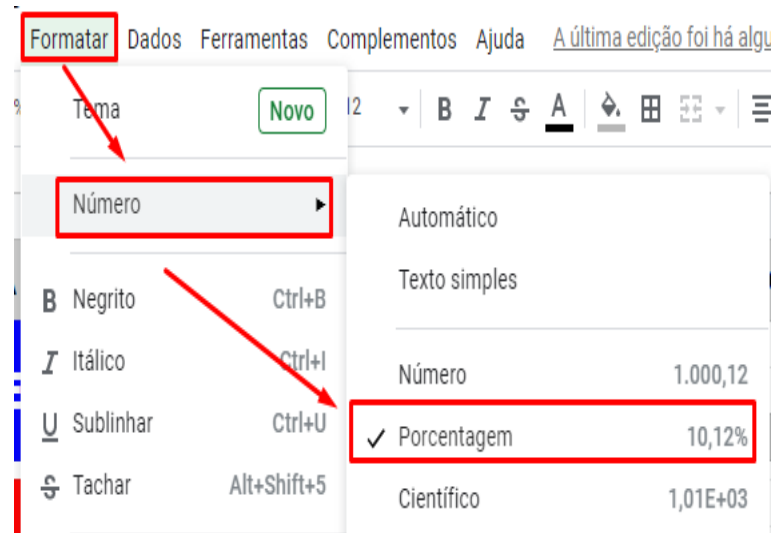 Formatar Dados Ferramentas Complementos Ajuda A última edição foi há algu
% Tema Novo 12 B I S A
Número
Automático
Texto simples
B Negrito Ctrl+B
I Itálico Ctrl+I
Número 1.000,12
U Sublinhar Ctrl+U
Porcentagem 10,12%
S Tachar Alt+Shift+5
Científico 1,01E+03